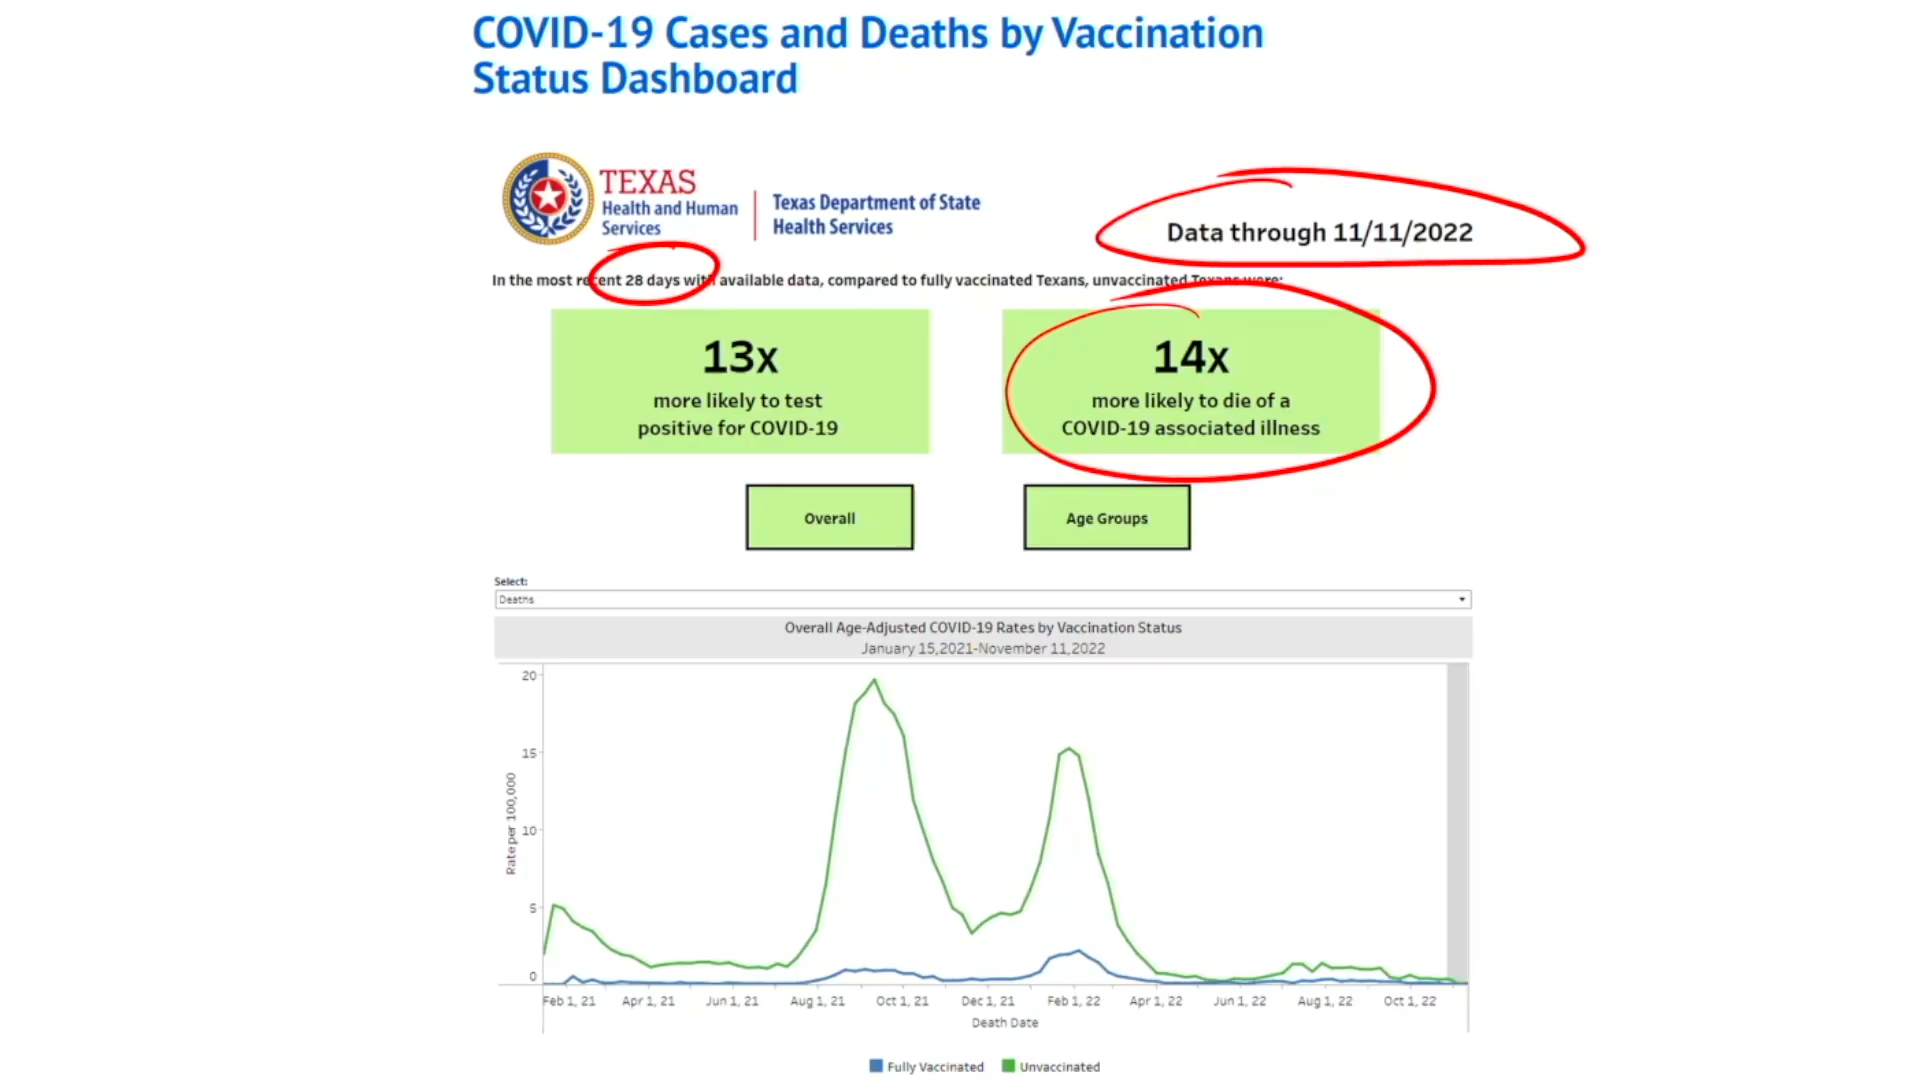 COVID-19 Cases and Deaths by Vaccination
Status Dashboard
TEXAS
Health and Human
Services
Texas Department of State
Health Services
Data through 11/11/2022
In the most recent 28 days with available data, compared to fully vaccinated Texans, unvaccinated Texans were:
13x
more likely to test
positive for COVID-19
14x
more likely to die of a
COVID-19 associated illness
Overall
Age Groups
Select:
Deaths
Overall Age-Adjusted COVID-19 Rates by Vaccination Status
January 15,2021-November 11,2022
20
15
10
5
0
Rate per 100,000
Feb 1, 21
Apr 1, 21
Jun 1, 21
Aug 1, 21
Oct 1, 21
Dec 1, 21
Feb 1, 22
Apr 1, 22
Jun 1, 22
Aug 1, 22
Oct 1, 22
Death Date
Fully Vaccinated
Unvaccinated